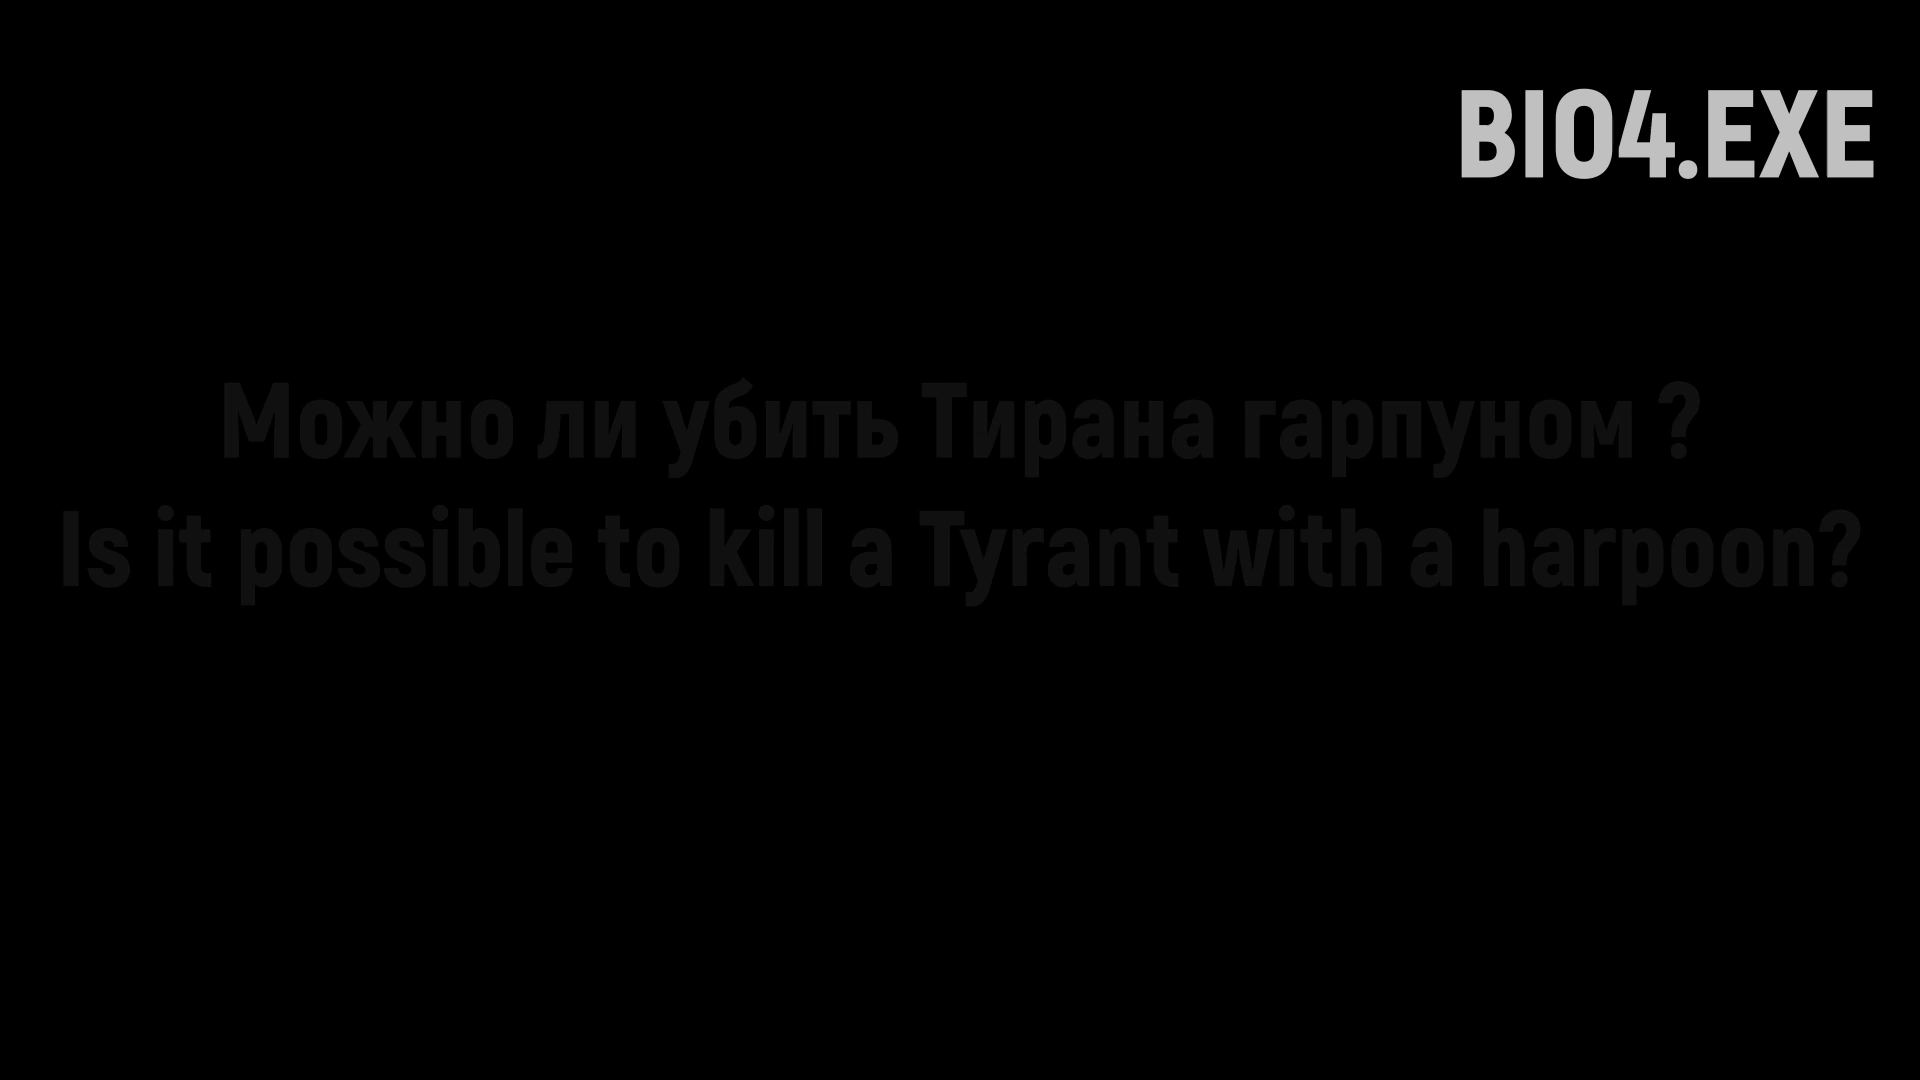 BIO4.EXE
Можно ли убить Тирана гарпуном ?
Is it possible to kill a Tyrant with a harpoon?